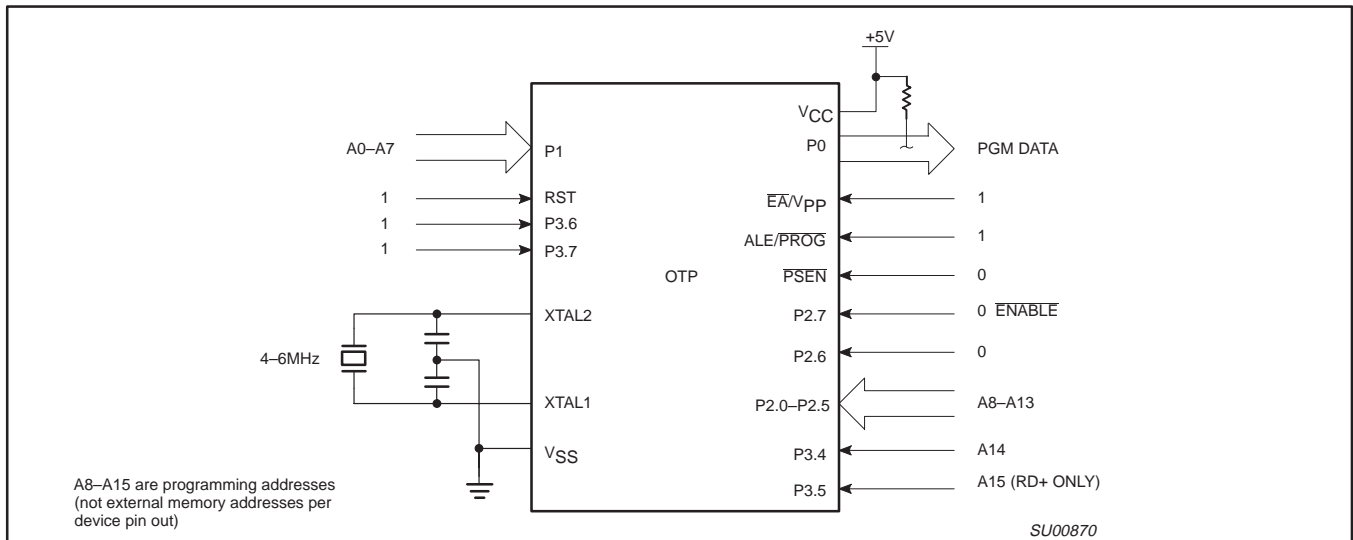 +5V
VCC
A0–A7
P1
P0
PGM DATA
1
RST
EA/VPP
1
1
P3.6
ALE/PROG
1
1
P3.7
OTP
PSEN
0
XTAL2
P2.7
0 ENABLE
4–6MHz
P2.6
0
XTAL1
P2.0–P2.5
A8–A13
VSS
P3.4
A14
P3.5
A15 (RD+ ONLY)
A8–A15 are programming addresses
(not external memory addresses per
device pin out)
SU00870